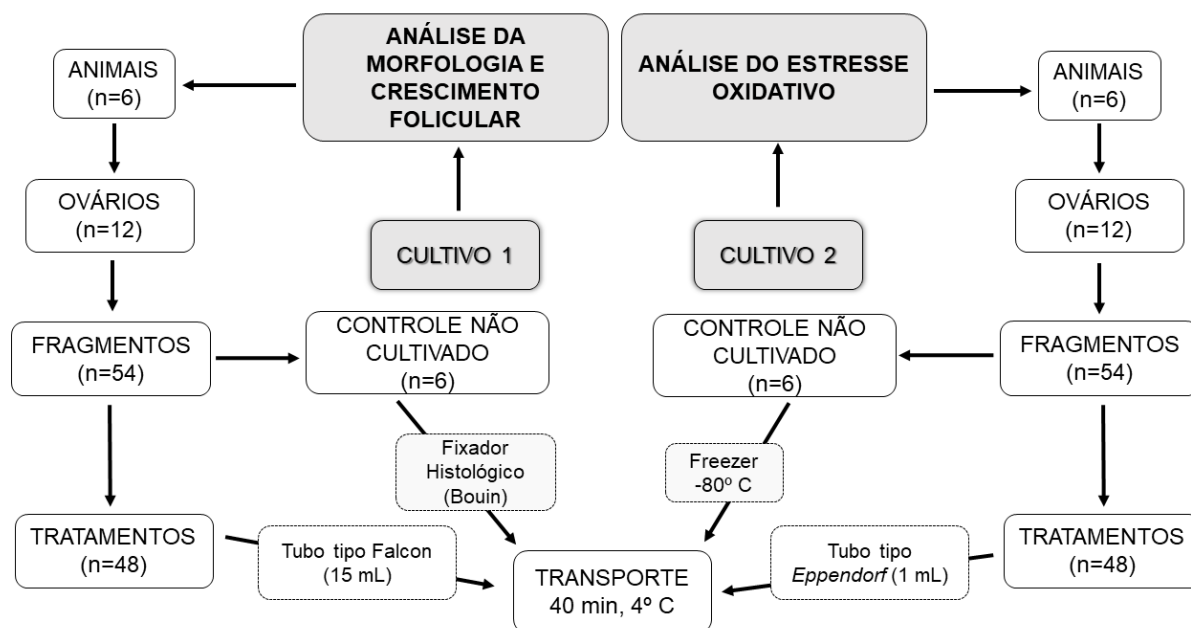 ANÁLISE DA
MORFOLOGIA E
CRESCIMENTO
FOLICULAR
ANÁLISE DO ESTRESSE
OXIDATIVO
ANIMAIS
(n=6)
ANIMAIS
(n=6)
OVÁRIOS
(n=12)
OVÁRIOS
(n=12)
CULTIVO 1
CULTIVO 2
FRAGMENTOS
(n=54)
CONTROLE NÃO
CULTIVADO
(n=6)
CONTROLE NÃO
CULTIVADO
(n=6)
FRAGMENTOS
(n=54)
Fixador
Histológico
(Bouin)
Freezer
-80º C
TRATAMENTOS
(n=48)
Tubo tipo Falcon
(15 mL)
TRANSPORTE
40 min, 4º C
Tubo tipo
Eppendorf (1 mL)
TRATAMENTOS
(n=48)